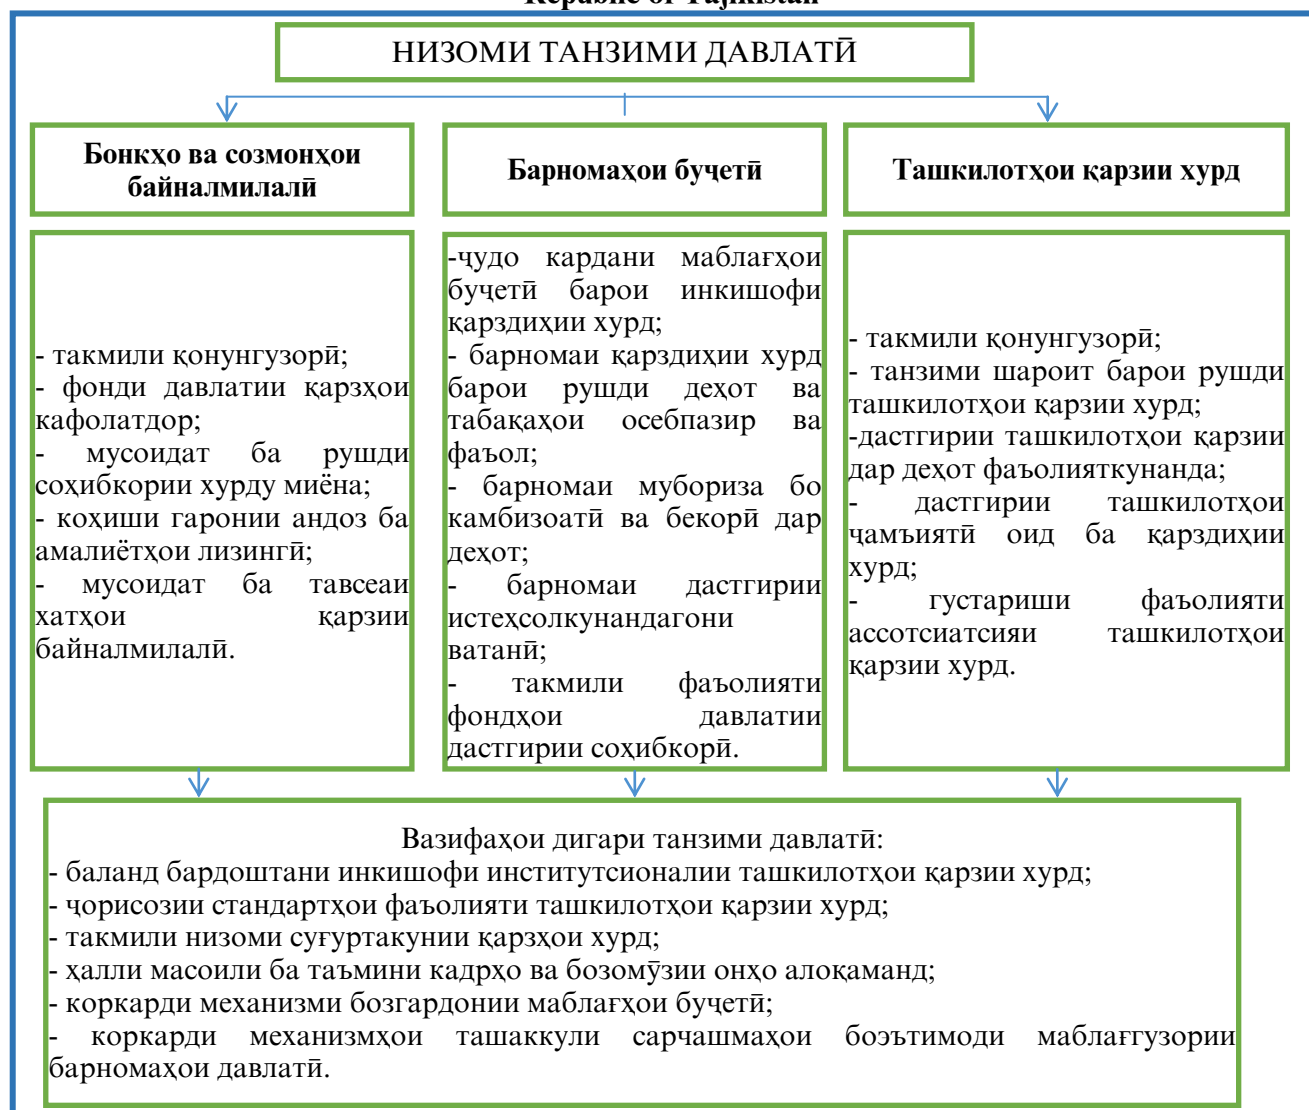 Republic of Tajikistan
НИЗОМИ ТАНЗИМИ ДАВЛАТӢ
Бонкҳо ва созмонҳои
байналмилалӣ
Барномаҳои буҷетӣ
Ташкилотҳои қарзии хурд
- такмили қонунгузорӣ;
- фонди давлатии қарзҳои
кафолатдор;
- мусоидат ба рушди
соҳибкории хурду миёна;
- коҳиши гаронии андоз ба
амалиётҳои лизингӣ;
- мусоидат ба тавсеаи
хатҳои қарзии
байналмилалӣ.
-ҷудо кардани маблағҳои
буҷетӣ барои инкишофи
қарздиҳии хурд;
- барномаи қарздиҳии хурд
барои рушди деҳот ва
табақаҳои осебпазир ва
фаъол;
- барномаи мубориза бо
камбизоатӣ ва бекорӣ дар
деҳот;
- барномаи дастгирии
истеҳсолкунандагони
ватанӣ;
- такмили фаъолияти
фондҳои давлатии
дастгирии соҳибкорӣ.
- такмили қонунгузорӣ;
- танзими шароит барои рушди
ташкилотҳои қарзии хурд;
-дастгирии ташкилотҳои қарзии
дар деҳот фаъолияткунанда;
- дастгирии ташкилотҳои
ҷамъиятӣ оид ба қарздиҳии
хурд;
- густариши фаъолияти
ассотсиатсияи ташкилотҳои
қарзии хурд.
Вазифаҳои дигари танзими давлатӣ:
- баланд бардоштани инкишофи институтсионалии ташкилотҳои қарзии хурд;
- ҷорисозии стандартҳои фаъолияти ташкилотҳои қарзии хурд;
- такмили низоми суғуртакунии қарзҳои хурд;
- ҳалли масоили ба таъмини кадрҳо ва бозомӯзии онҳо алоқаманд;
- коркарди механизми бозгардонии маблағҳои буҷетӣ;
- коркарди механизмҳои ташаккули сарчашмаҳои боэътимоди маблағгузории
барномаҳои давлатӣ.